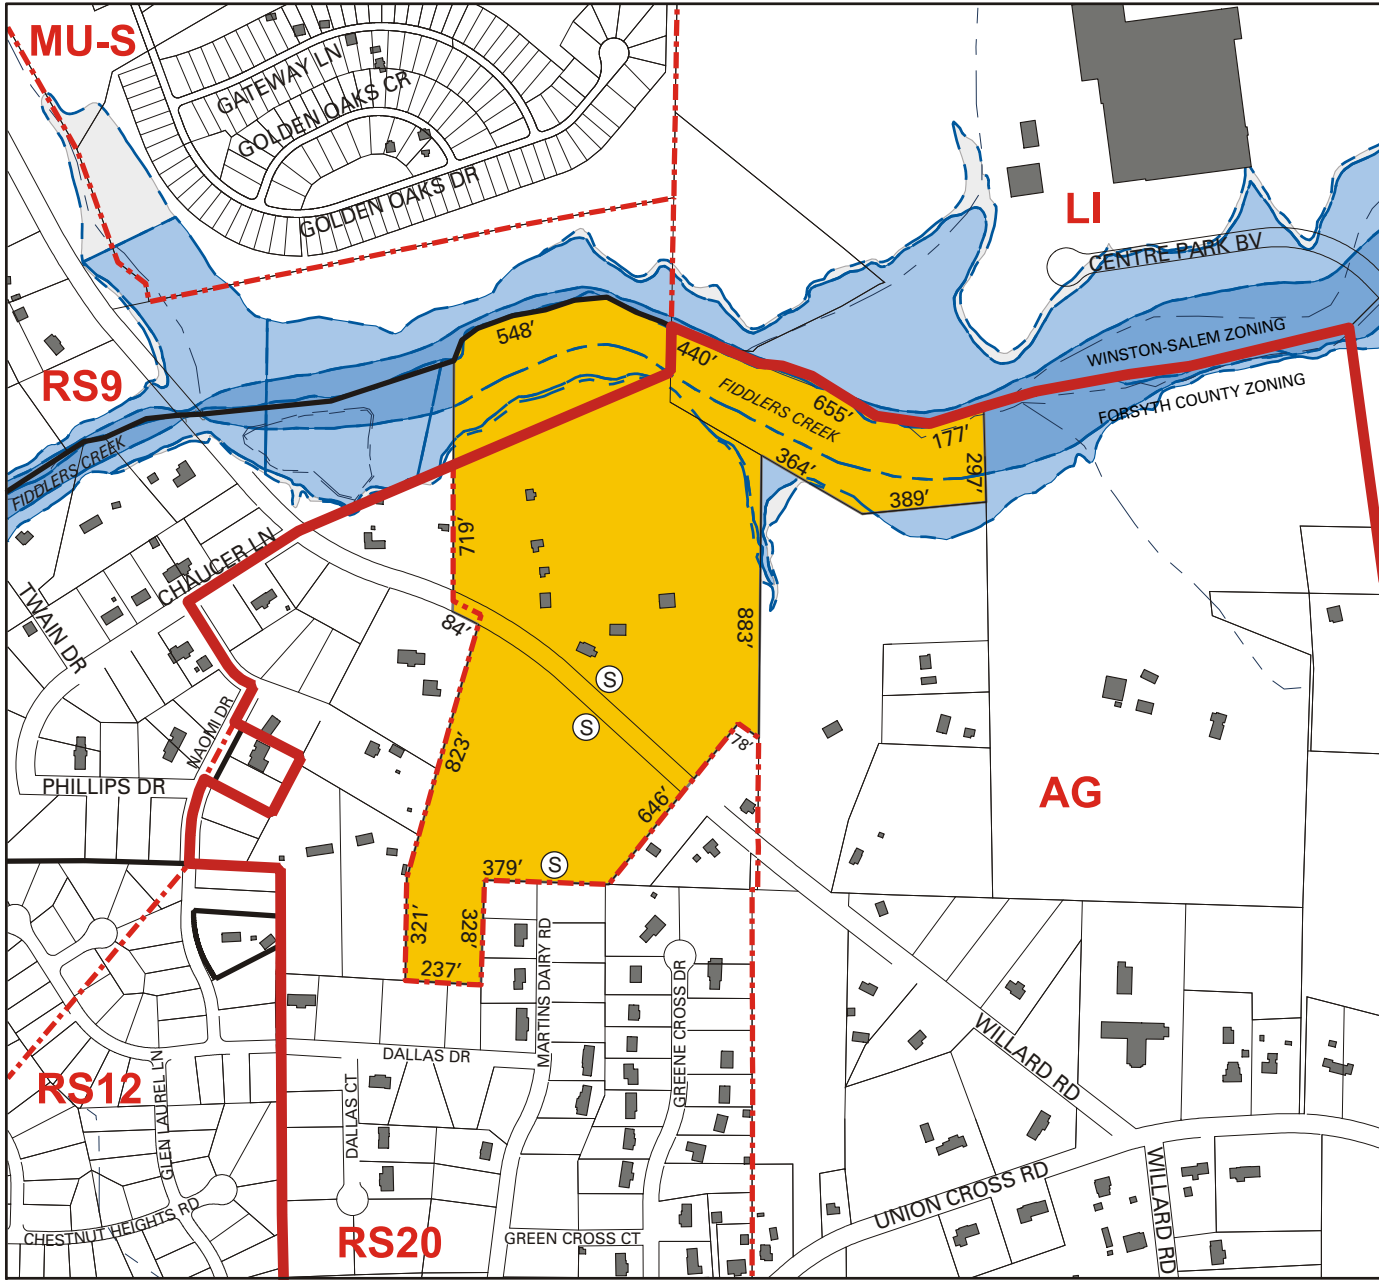 MU-S
GATEWAY LN
GOLDEN OAKS CR
GOLDEN OAKS DR
LI
CENTRE PARK BV
WINSTON-SALEM ZONING
FORSYTH COUNTY ZONING
RS9
548'
440'
FIDDLERS CREEK
655'
177'
297'
364'
389'
FIDDLERS CREEK
719'
CHAUCER LN
TWAIN DR
84'
883'
S
S
NAOMI DR
PHILLIPS DR
823'
78'
646'
AG
379'
S
321'
328'
237'
MARTINS DAIRY RD
GREENE CROSS DR
DALLAS DR
WILLARD RD
RS12
GLEN LAUREL LN
DALLAS CT
CHESTNUT HEIGHTS RD
RS20
GREEN CROSS CT
UNION CROSS RD
WILLARD RD